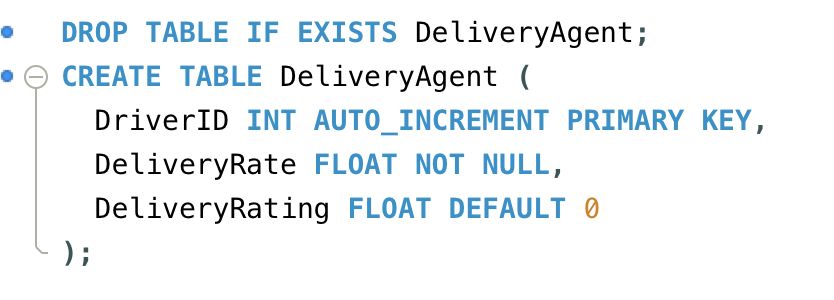 DROP TABLE IF EXISTS DeliveryAgent;
CREATE TABLE DeliveryAgent (
DriverID INT AUTO_INCREMENT PRIMARY KEY,
DeliveryRate FLOAT NOT NULL,
DeliveryRating FLOAT DEFAULT 0
);